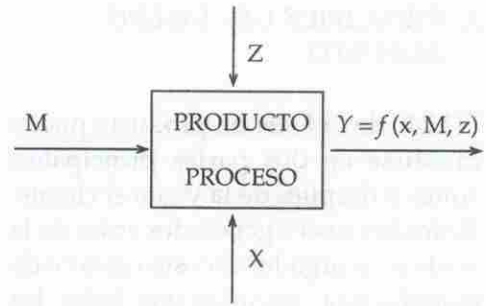 Z
M
PRODUCTO
Y = f (x, M, z)
PROCESO
X